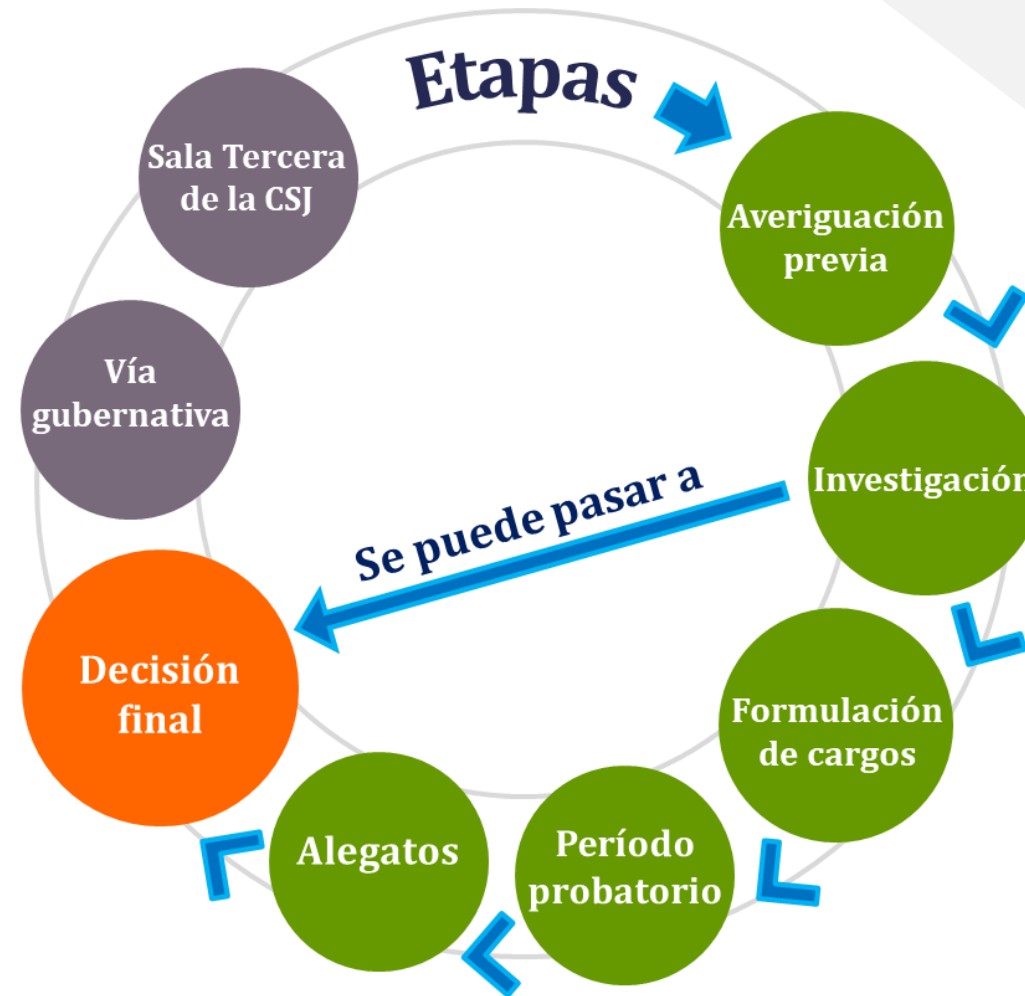 Etapas
Averiguación
previa
Investigación
Formulación
de cargos
Período
probatorio
Alegatos
Decisión
final
Vía
gubernativa
Sala Tercera
de la CSJ
Se puede pasar a